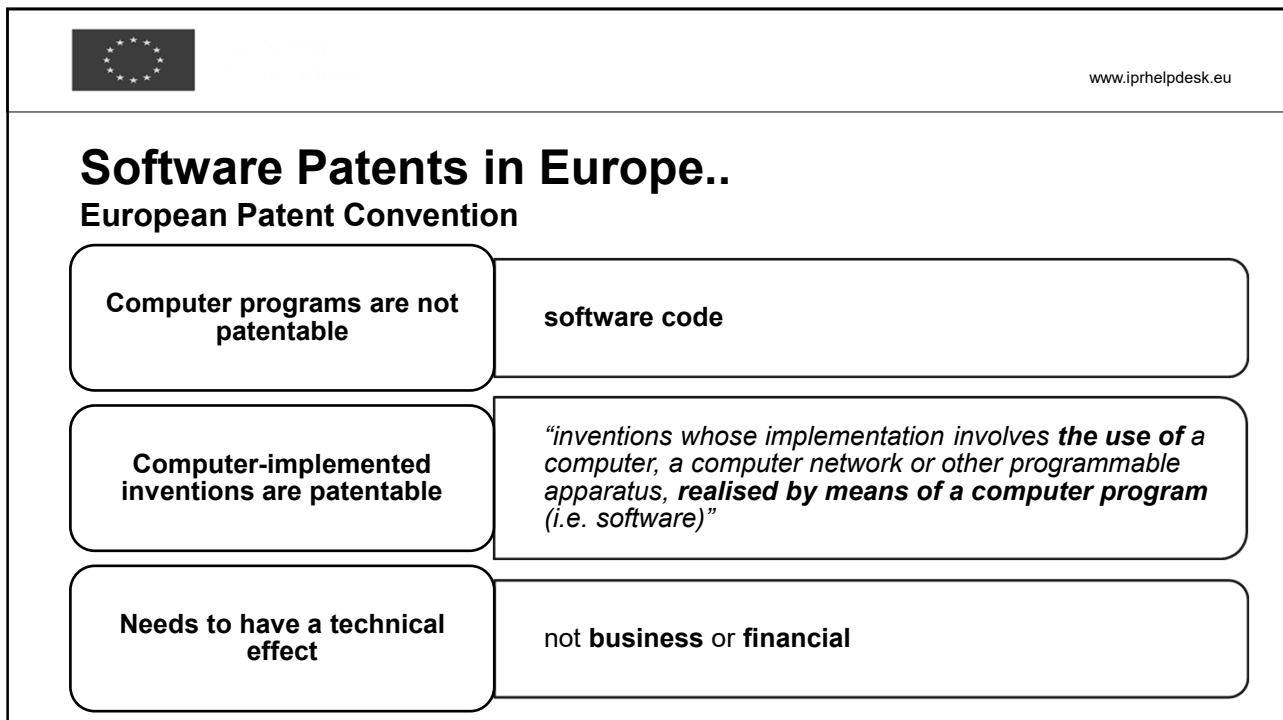 www.iprhelpdesk.eu
Software Patents in Europe..
European Patent Convention
Computer programs are not
patentable
software code
Computer-implemented
inventions are patentable
“inventions whose implementation involves the use of a
computer, a computer network or other programmable
apparatus, realised by means of a computer program
(i.e. software)”
Needs to have a technical
effect
not business or financial